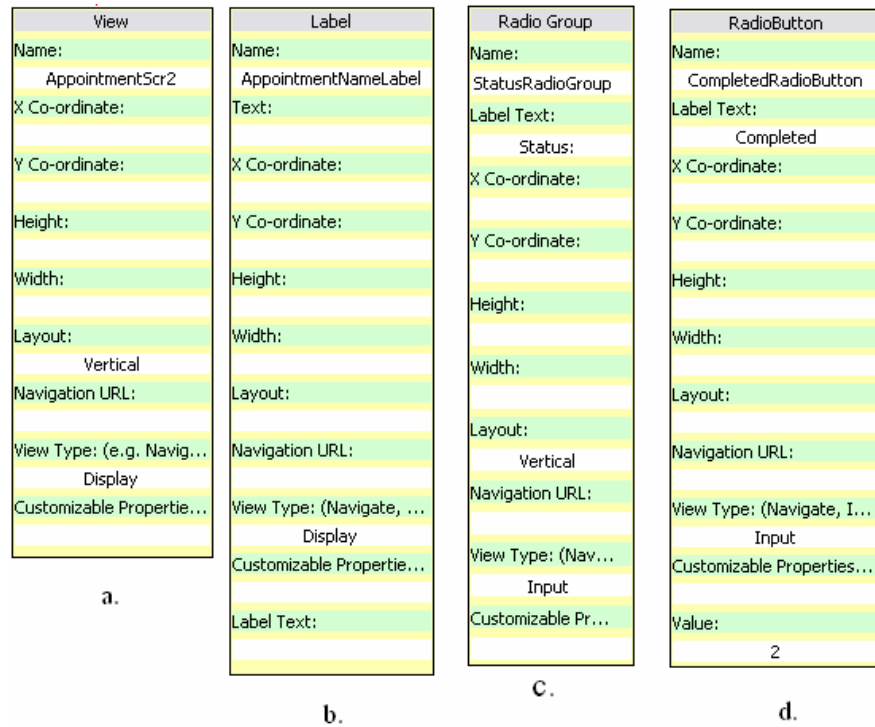 View
Name:
AppointmentScr2
X Co-ordinate:
Y Co-ordinate:
Height:
Width:
Layout:
Vertical
Navigation URL:
View Type: (e.g. Navig...
Display
Customizable Propertie...
a.
Label
Name:
AppointmentNameLabel
Text:
X Co-ordinate:
Y Co-ordinate:
Height:
Width:
Layout:
Navigation URL:
View Type: (Navigate, ...
Display
Customizable Propertie...
Label Text:
b.
Radio Group
Name:
StatusRadioGroup
Label Text:
Status:
X Co-ordinate:
Y Co-ordinate:
Height:
Width:
Layout:
Vertical
Navigation URL:
View Type: (Nav...
Input
Customizable Pr...
c.
RadioButton
Name:
CompletedRadioButton
Label Text:
Completed
X Co-ordinate:
Y Co-ordinate:
Height:
Width:
Layout:
Navigation URL:
View Type: (Navigate, I...
Input
Customizable Properties...
Value:
2
d.